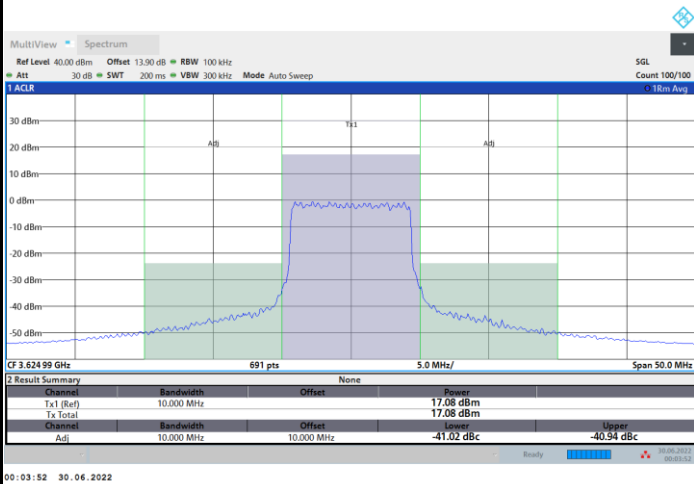 MultiView Spectrum
Ref Level 40.00 dBm Offset 13.90 dB RBW 100 kHz SGL
Att 30 dB SWT 200 ms VBW 300 kHz Mode Auto Sweep Count 100/100
1 ACLR 1Rm Avg
30 dBm
Tx1
20 dBm Adj Adj
10 dBm
0 dBm
-10 dBm
-20 dBm
-30 dBm
-40 dBm
-50 dBm
CF 3.62499 GHz 691 pts 5.0 MHz/ Span 50.0 MHz
2 Result Summary None
Channel Bandwidth Offset Power
Tx1 (Ref) 10.000 MHz 17.08 dBm
Tx Total 17.08 dBm
Channel Bandwidth Offset Lower Upper
Adj 10.000 MHz 10.000 MHz -41.02 dBc -40.94 dBc
Ready 30.06.2022
00:03:52
00:03:52 30.06.2022